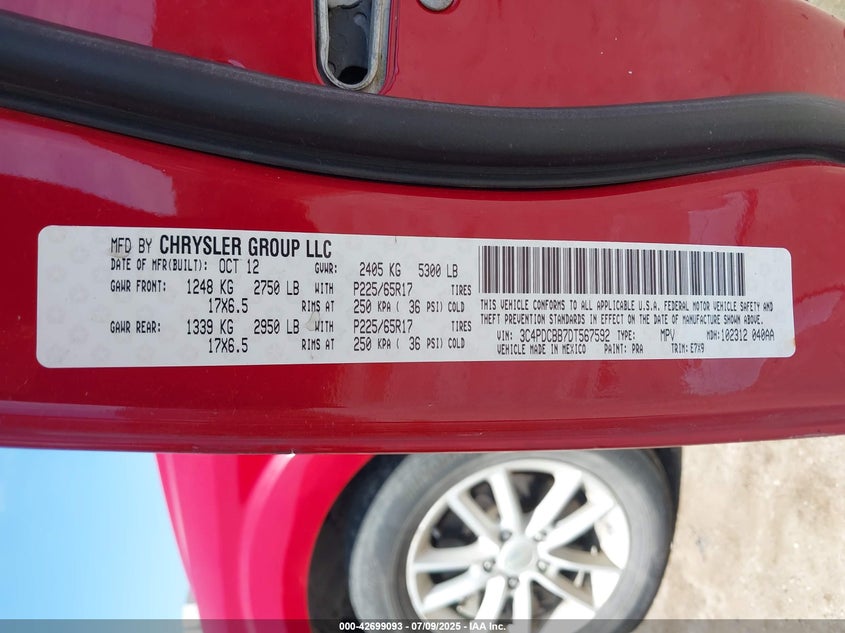 MFD BY CHRYSLER GROUP LLC
DATE OF MFR(BUILT): OCT 12 GVWR: 2405 KG 5300 LB
GAWR FRONT: 1248 KG 2750 LB WITH P225/65R17 TIRES
17X6.5 RIMS AT 250 KPA ( 36 PSI) COLD
GAWR REAR: 1339 KG 2950 LB WITH P225/65R17 TIRES
17X6.5 RIMS AT 250 KPA ( 36 PSI) COLD
THIS VEHICLE CONFORMS TO ALL APPLICABLE U.S.A. FEDERAL MOTOR VEHICLE SAFETY AND
THEFT PREVENTION STANDARDS IN EFFECT ON THE DATE OF MANUFACTURE SHOWN ABOVE.
VIN: 3C4PDCBB7DT567592 TYPE: MPV MDH:102312 040AA
VEHICLE MADE IN MEXICO PAINT: PRA TRIM: E7X9
000-42699093 - 07/09/2025 - IAA Inc.